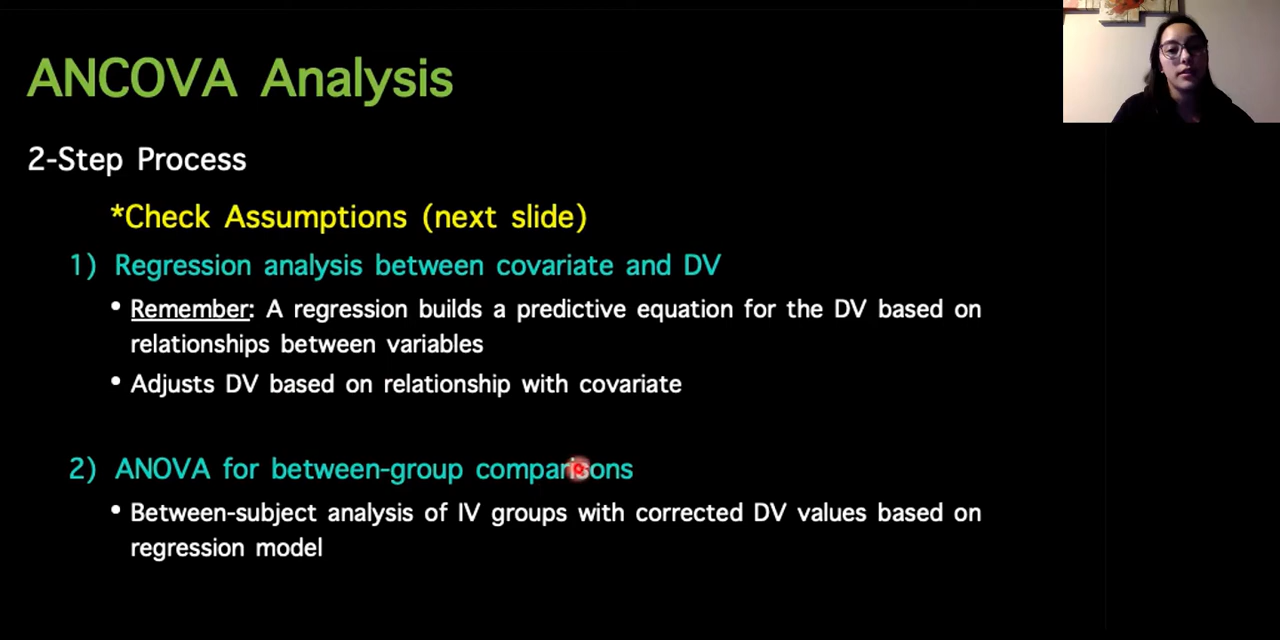 ANCOVA Analysis
2-Step Process
*Check Assumptions (next slide)
1) Regression analysis between covariate and DV
• Remember: A regression builds a predictive equation for the DV based on
relationships between variables
• Adjusts DV based on relationship with covariate
2) ANOVA for between-group comparisons
• Between-subject analysis of IV groups with corrected DV values based on
regression model